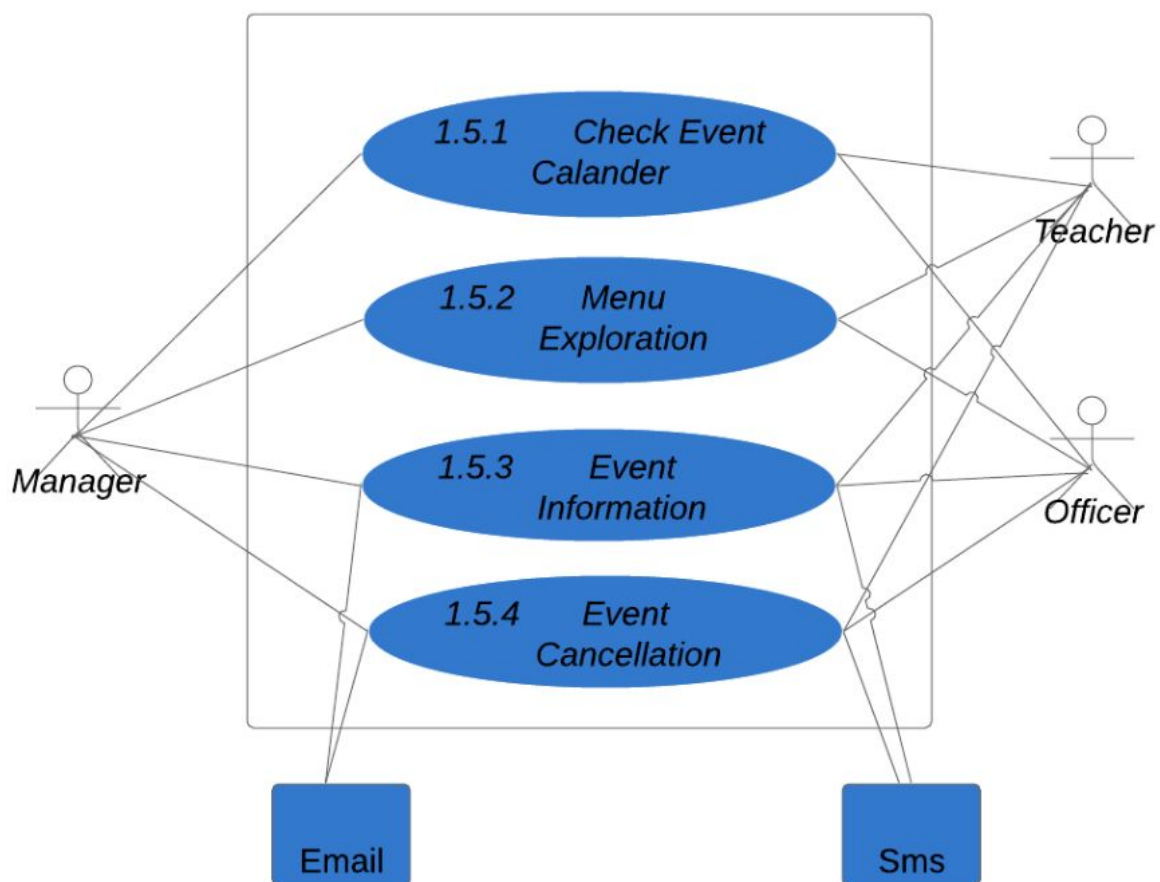 1.5.1 Check Event
Calander
Teacher
1.5.2 Menu
Exploration
Manager
1.5.3 Event
Information
Officer
1.5.4 Event
Cancellation
Email
Sms